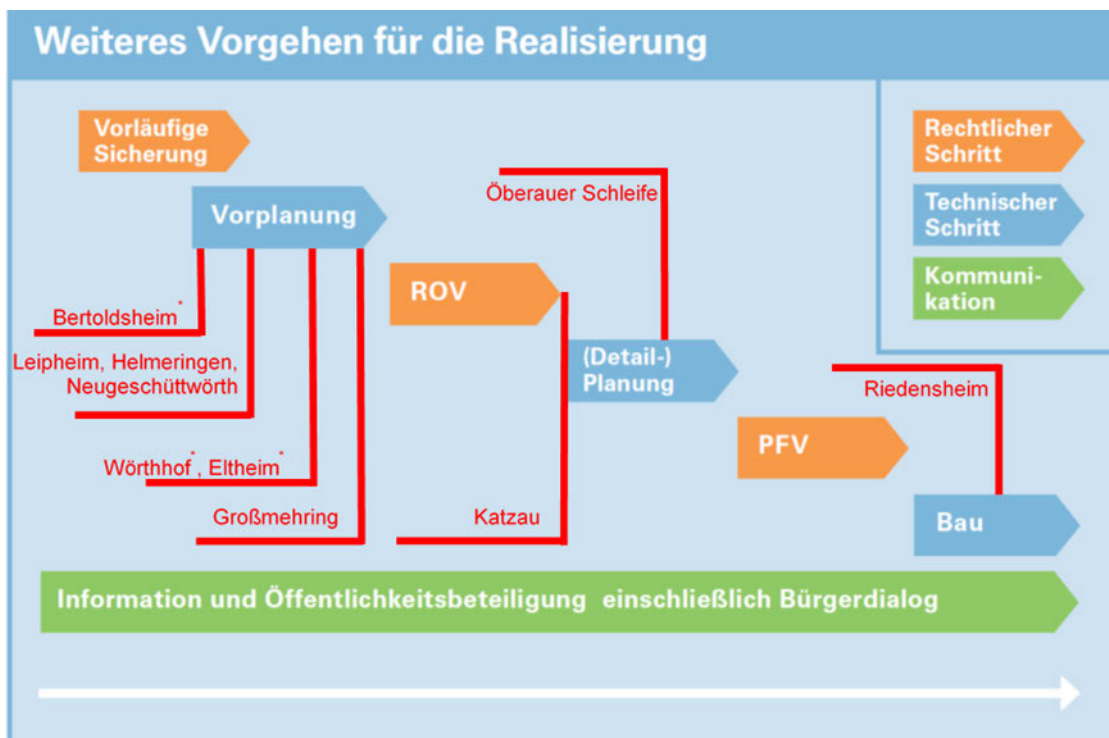 Weiteres Vorgehen für die Realisierung
Vorläufige
Sicherung
Rechtlicher
Schritt
Öberauer Schleife
Technischer
Schritt
Vorplanung
ROV
Kommuni-
kation
Bertoldsheim*
Leipheim, Helmeringen,
Neugeschüttwörth
(Detail-)
Planung
Riedensheim
PFV
Wörthhof*, Eltheim*
Großmehring
Katzau
Bau
Information und Öffentlichkeitsbeteiligung einschließlich Bürgerdialog